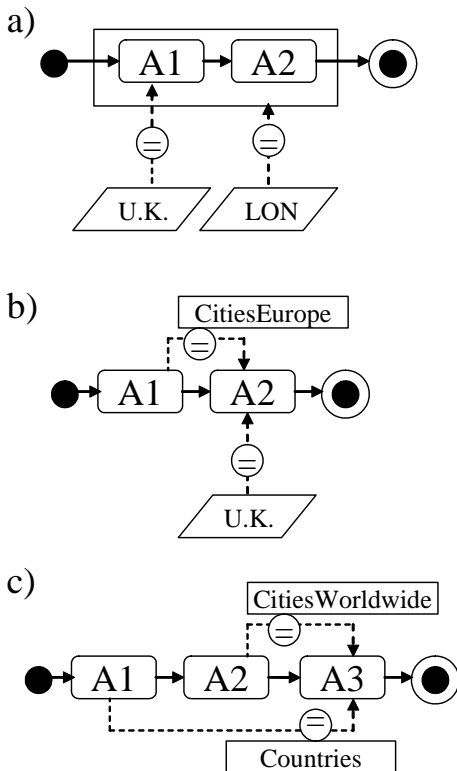 a)
A1 A2
=
=
U.K. LON
b)
CitiesEurope
=
A1 A2
=
U.K.
c)
CitiesWorldwide
=
A1 A2 A3
=
Countries